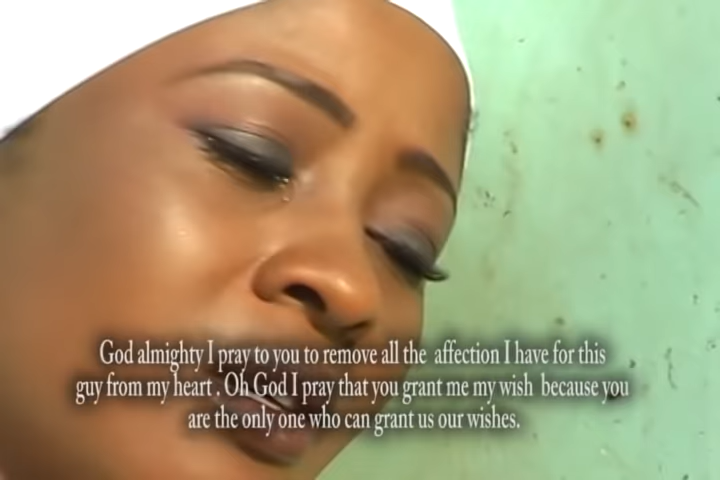 God almighty I pray to you to remove all the affection I have for this
guy from my heart . Oh God I pray that you grant me my wish because you
are the only one who can grant us our wishes.